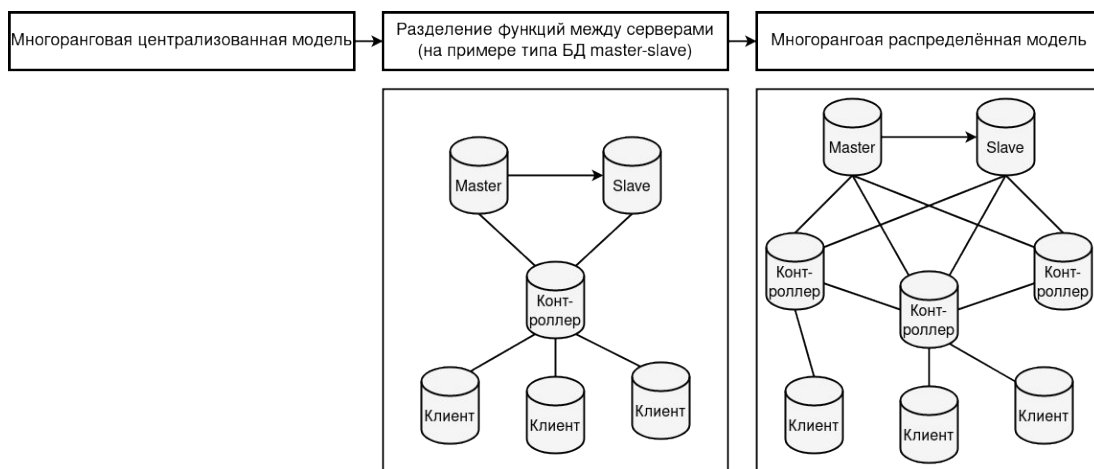 Многоранговая централизованная модель
Разделение функций между серверами
(на примере типа БД master-slave)
Многорангоая распределённая модель
Master
Slave
Конт-
роллер
Клиент
Клиент
Клиент
Master
Slave
Конт-
роллер
Конт-
роллер
Конт-
роллер
Клиент
Клиент
Клиент